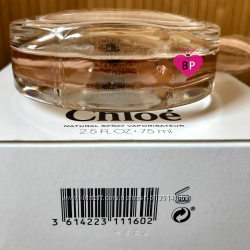 BP
Chloé
NATURAL SPRAY VAPORISATEUR
2.5 FL.OZ · 75 ml
3 614223 111602